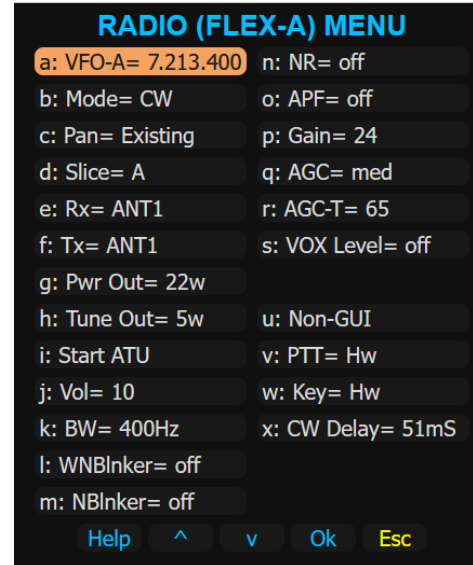 RADIO (FLEX-A) MENU
a: VFO-A= 7.213.400
b: Mode= CW
c: Pan= Existing
d: Slice= A
e: Rx= ANT1
f: Tx= ANT1
g: Pwr Out= 22w
h: Tune Out= 5w
i: Start ATU
j: Vol= 10
k: BW= 400Hz
l: WNBlnker= off
m: NBlnker= off
n: NR= off
o: APF= off
p: Gain= 24
q: AGC= med
r: AGC-T= 65
s: VOX Level= off
u: Non-GUI
v: PTT= Hw
w: Key= Hw
x: CW Delay= 51mS
Help ^ v Ok Esc